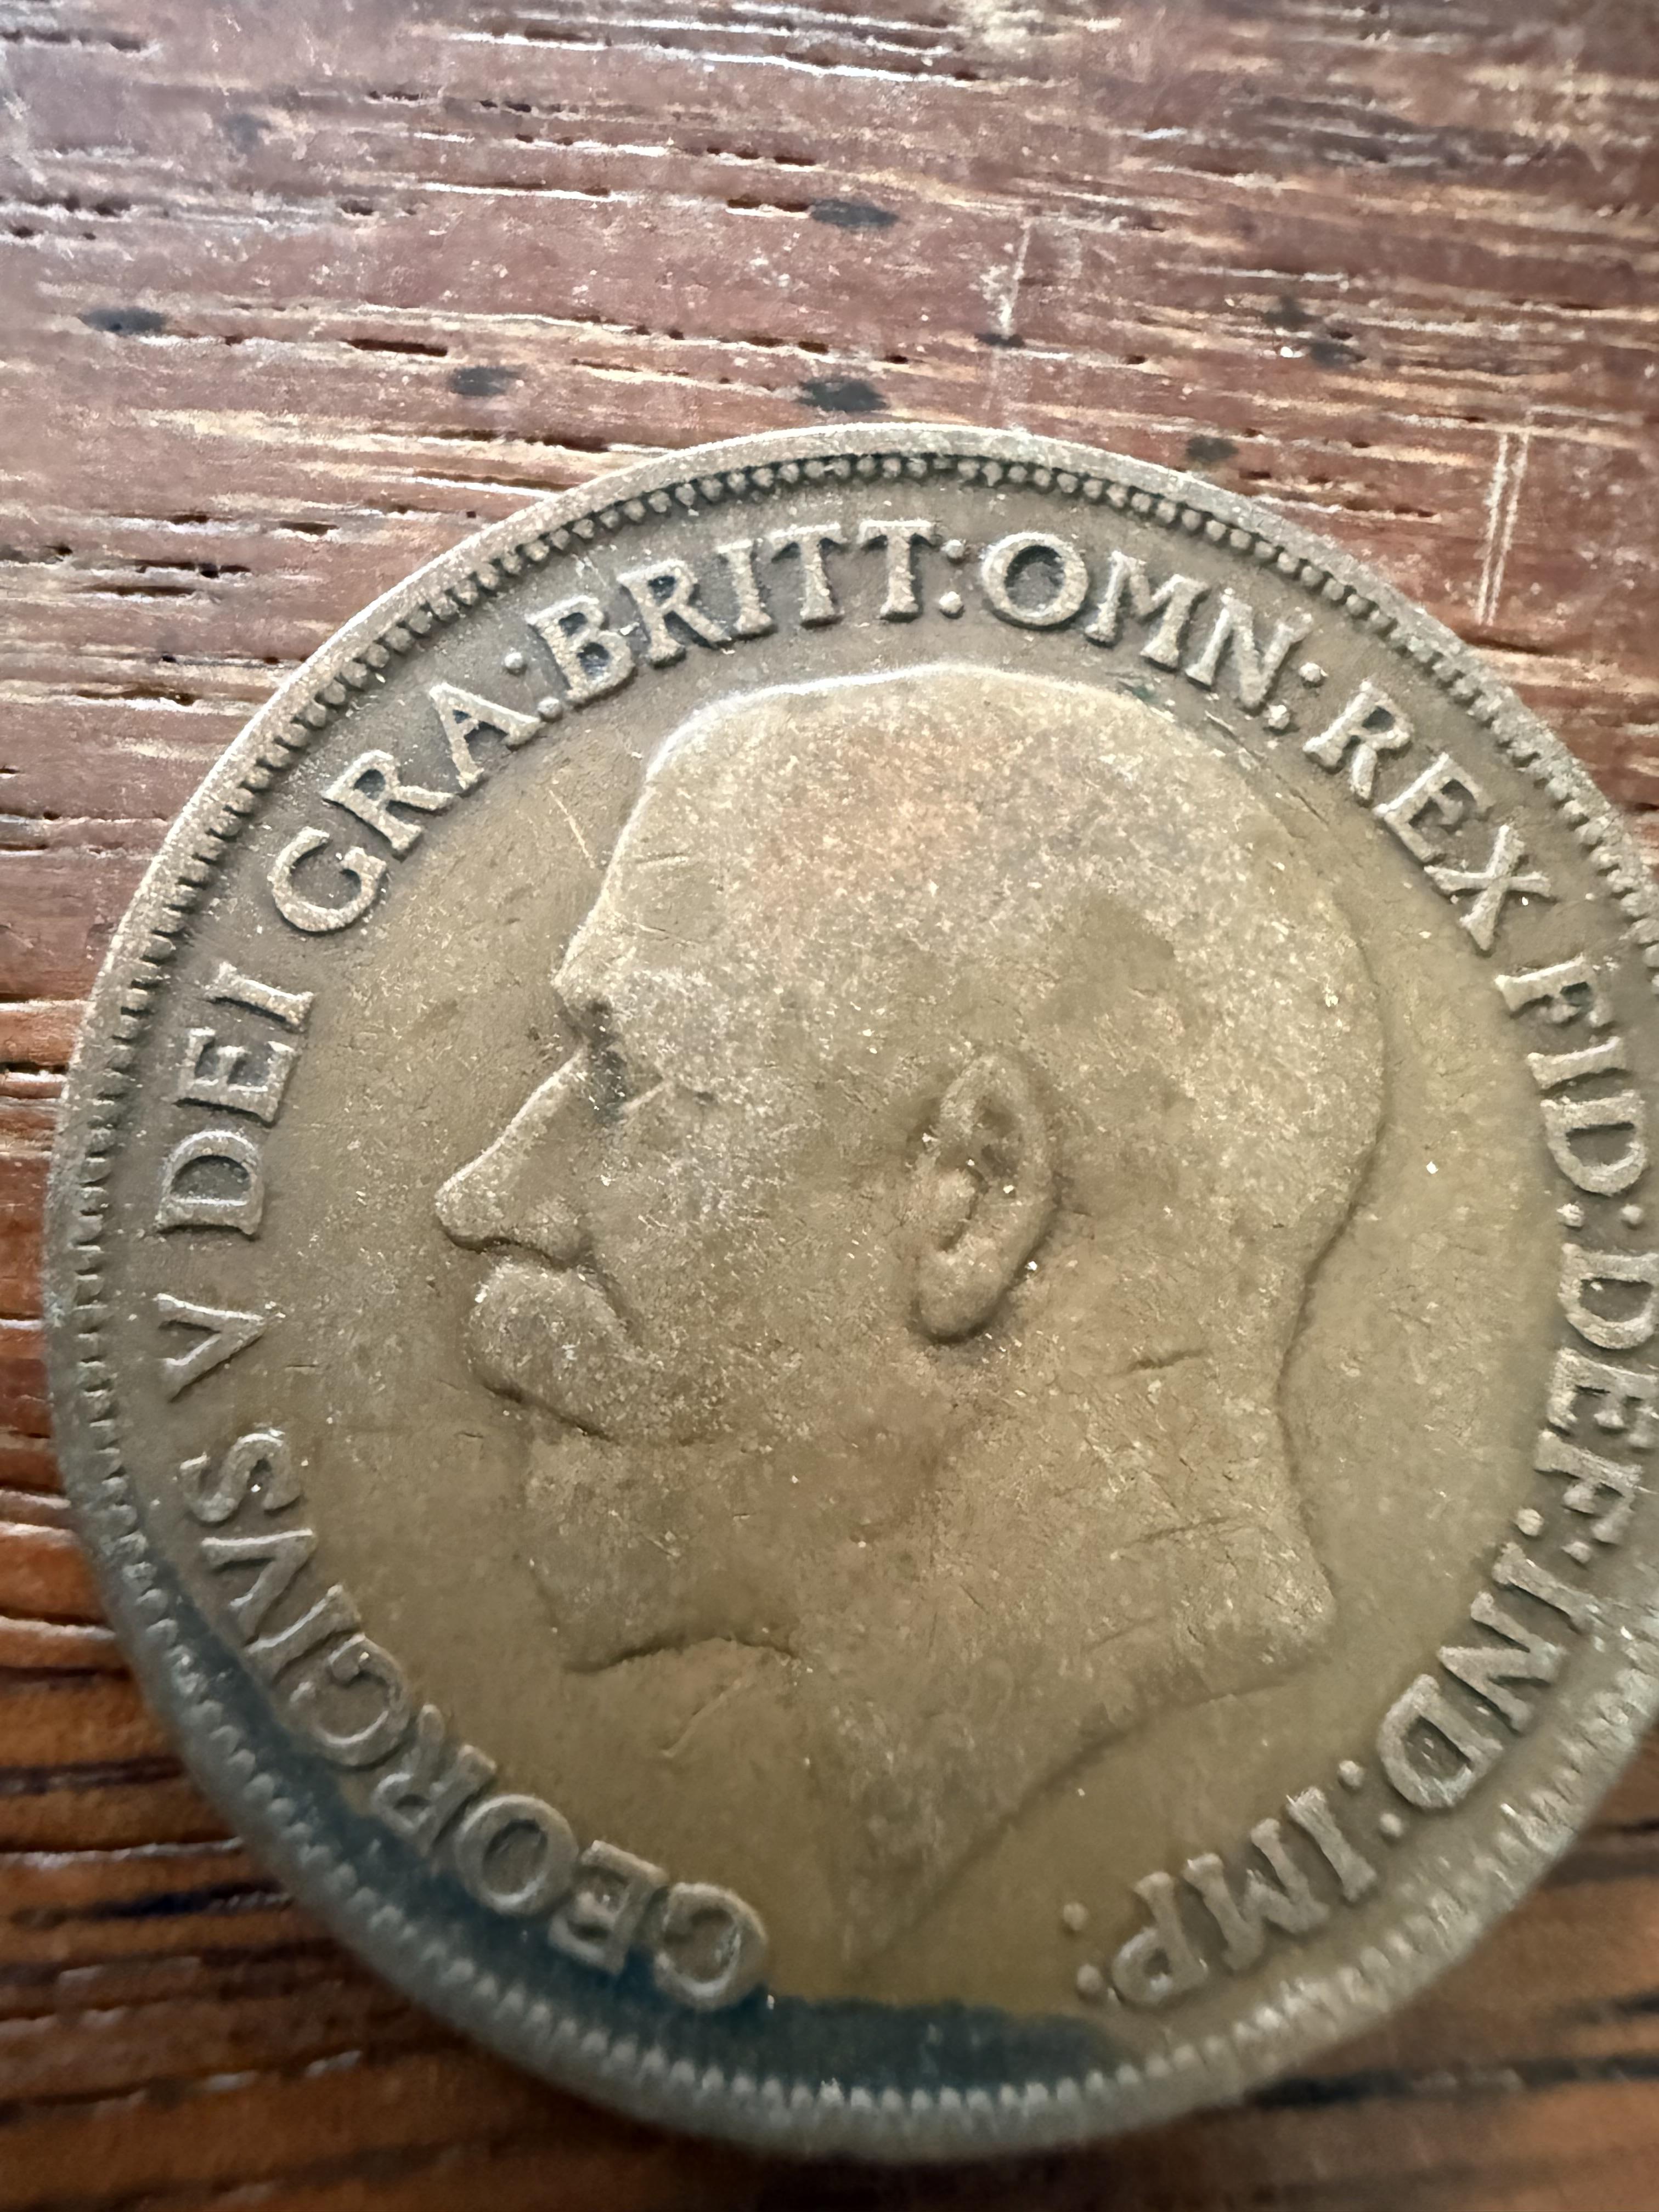 GEORGIVS V DEI GRA: BRITT: OMN: REX FID: DEF: IND: IMP: